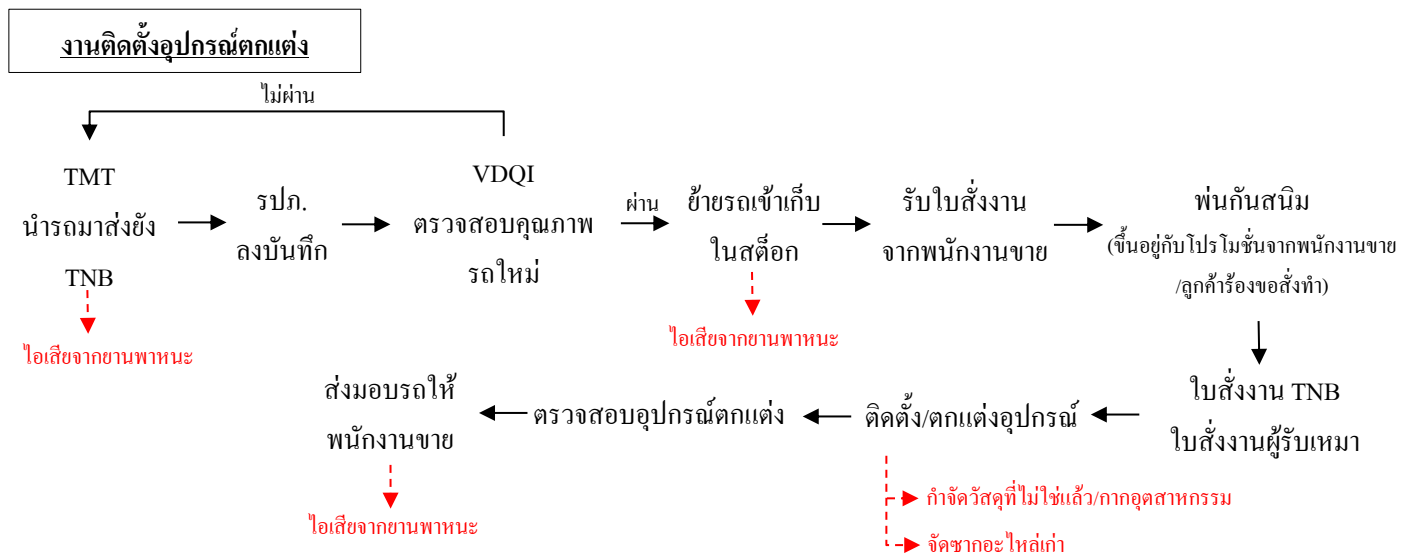 งานติดตั้งอุปกรณ์ตกแต่ง
ไม่ผ่าน
TMT
นำรถมาส่งยัง
TNB
ไอเสียจากยานพาหนะ
รปภ.
ลงบันทึก
VDQI
ตรวจสอบคุณภาพ
รถใหม่
ผ่าน
ย้ายรถเข้าเก็บ
ในสต็อก
ไอเสียจากยานพาหนะ
รับใบสั่งงาน
จากพนักงานขาย
พ่นกันสนิม
(ขึ้นอยู่กับโปรโมชั่นจากพนักงานขาย
/ลูกค้าร้องขอสั่งทำ)
ใบสั่งงาน TNB
ใบสั่งงานผู้รับเหมา
ติดตั้ง/ตกแต่งอุปกรณ์
กำจัดวัสดุที่ไม่ใช่แล้ว/กากอุตสาหกรรม
จัดซากอะไหล่เก่า
ตรวจสอบอุปกรณ์ตกแต่ง
ส่งมอบรถให้
พนักงานขาย
ไอเสียจากยานพาหนะ